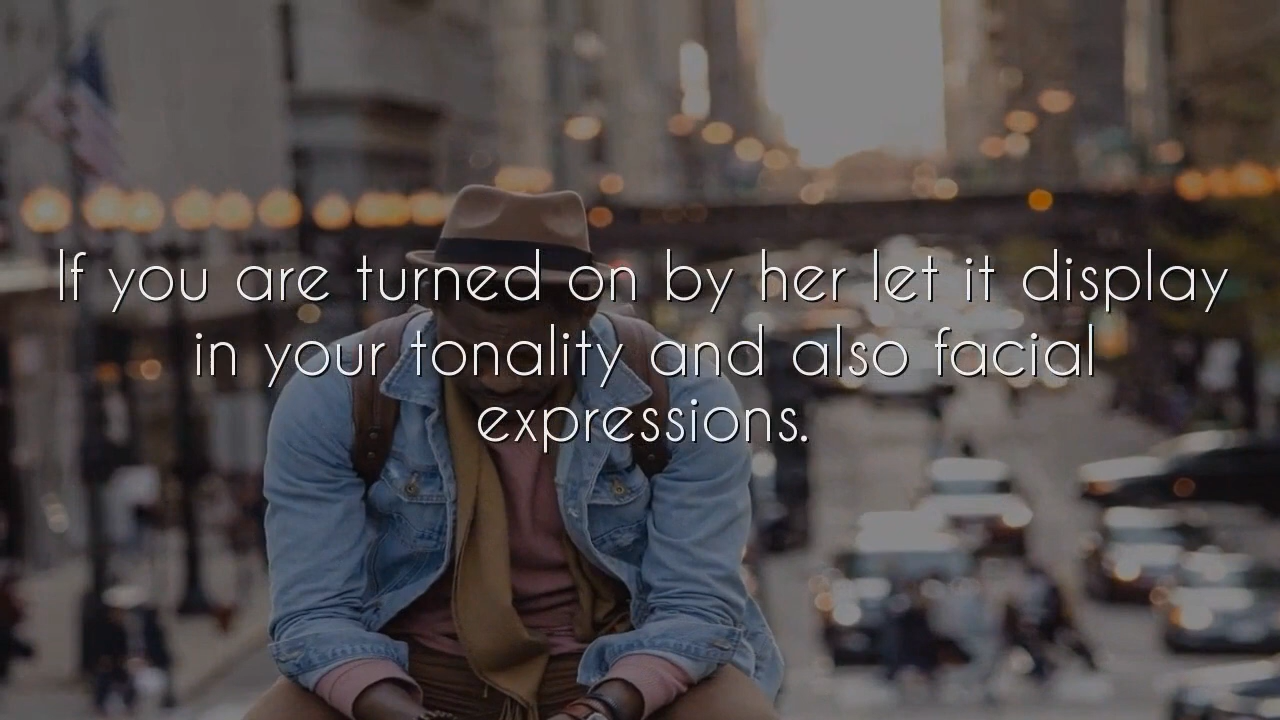 If you are turned on by her let it display
in your tonality and also facial
expressions.